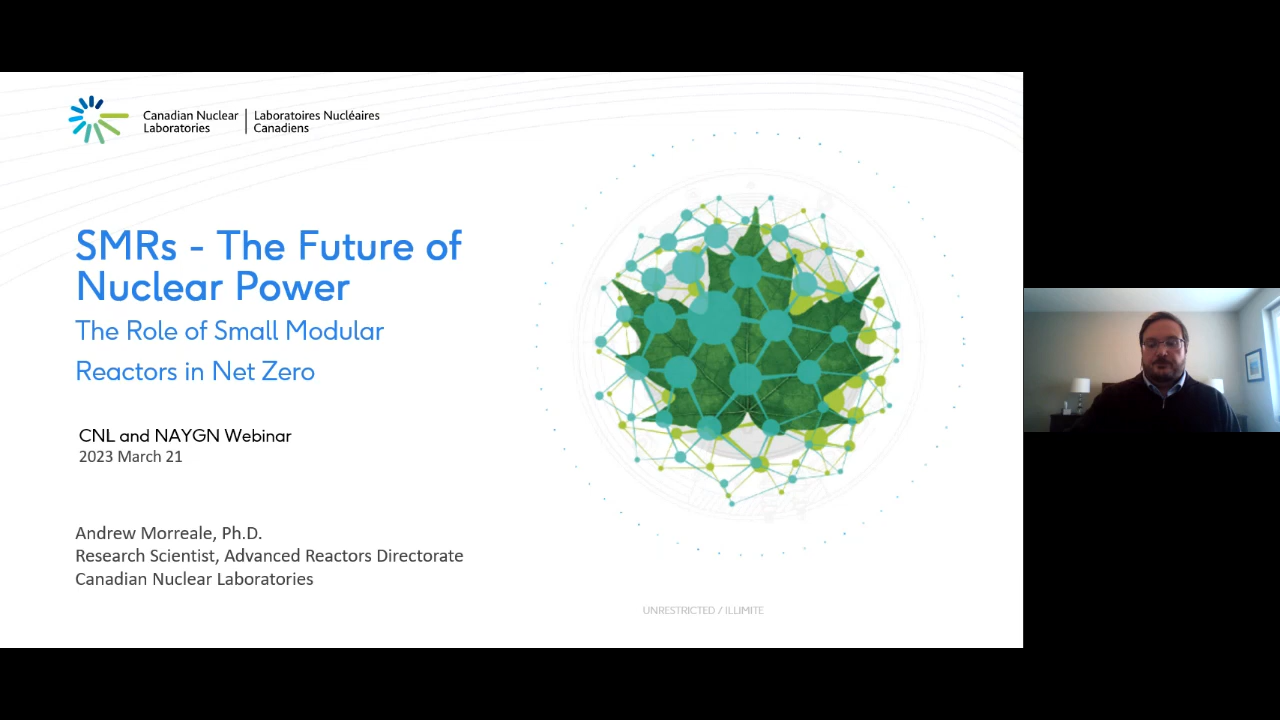 Canadian Nuclear
Laboratories
Laboratoires Nucléaires
Canadiens
SMRs - The Future of
Nuclear Power
The Role of Small Modular
Reactors in Net Zero
CNL and NAYGN Webinar
2023 March 21
Andrew Morreale, Ph.D.
Research Scientist, Advanced Reactors Directorate
Canadian Nuclear Laboratories
UNRESTRICTED / ILLIMITE